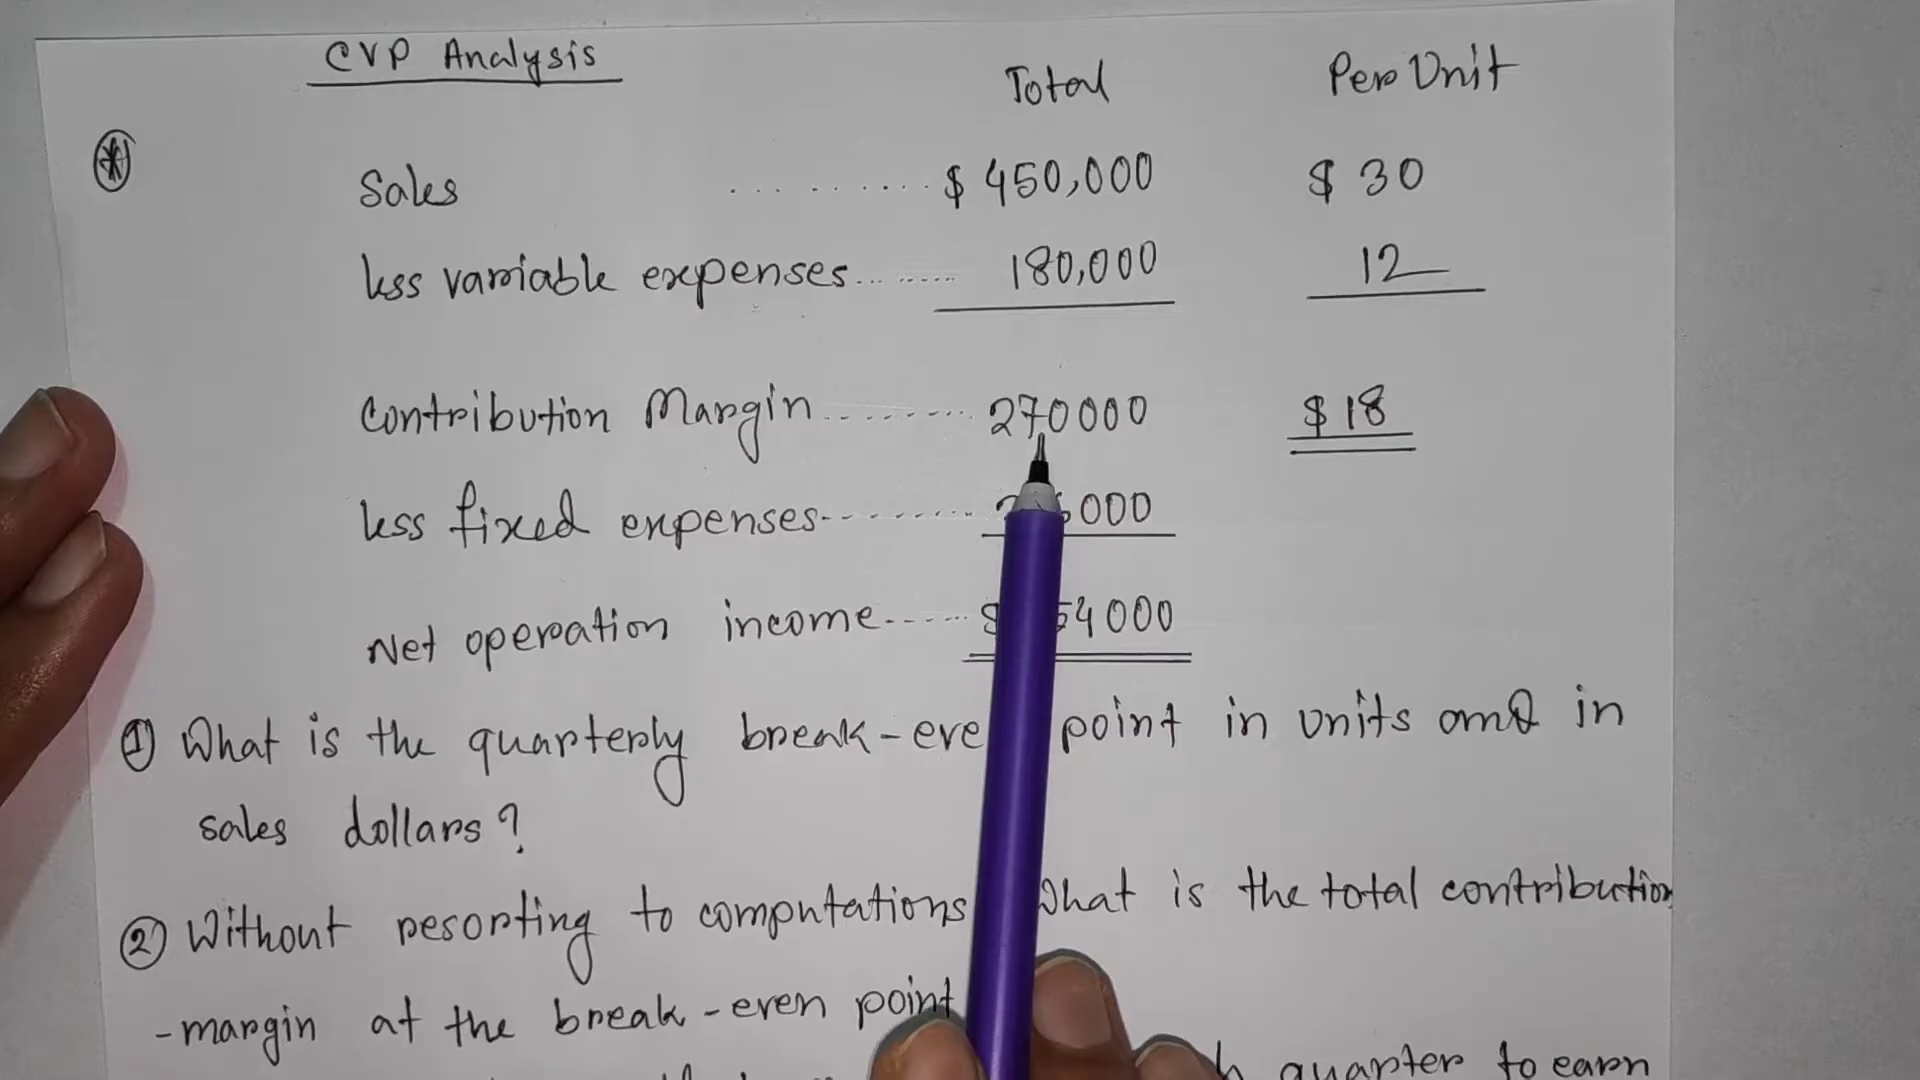 CVP Analysis
Total Per Unit
Sales .......... $ 450,000 $ 30
less variable expenses......... 180,000 12
Contribution Margin......... 270000 $ 18
less fixed expenses......... 000
Net operation income...... 54000
① What is the quarterly break-eve point in units and in
sales dollars?
② Without resorting to computations What is the total contribution
-margin at the break-even point
quarter to earn